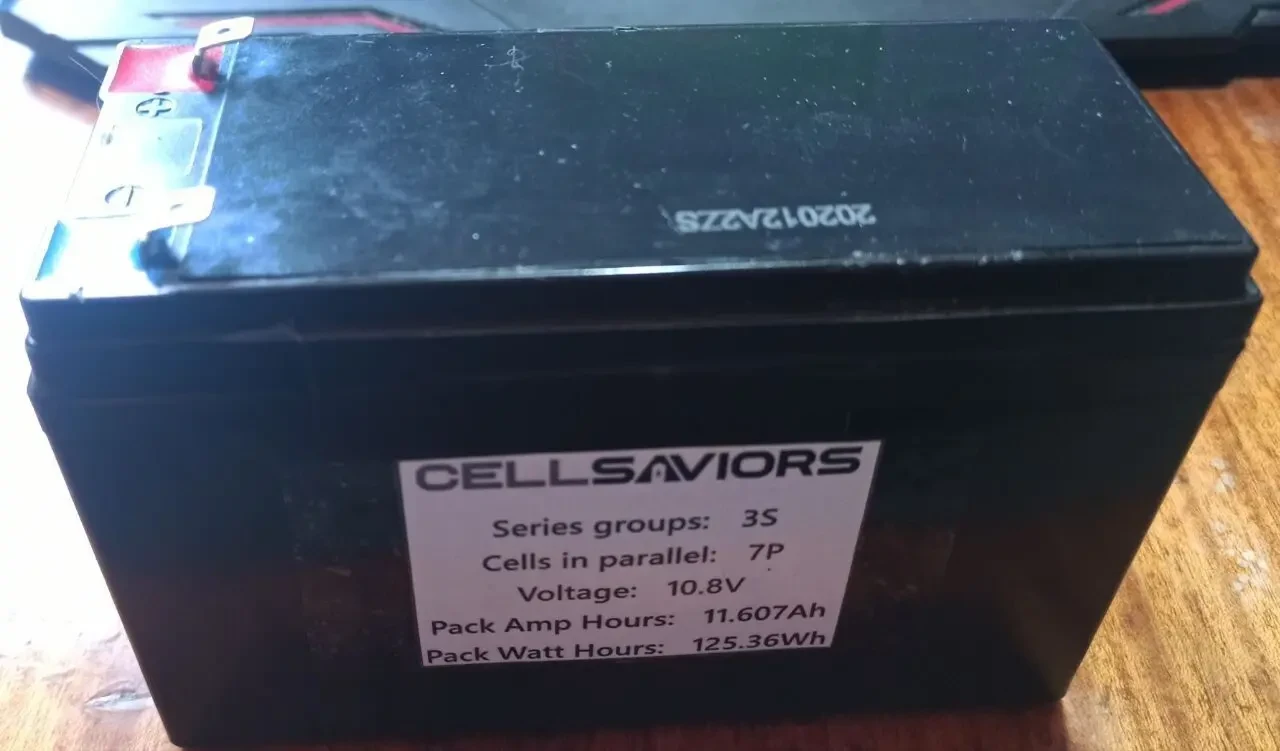 202012A2ZS
CELLSAVIORS
Series groups: 3S
Cells in parallel: 7P
Voltage: 10.8V
Pack Amp Hours: 11.607Ah
Pack Watt Hours: 125.36Wh